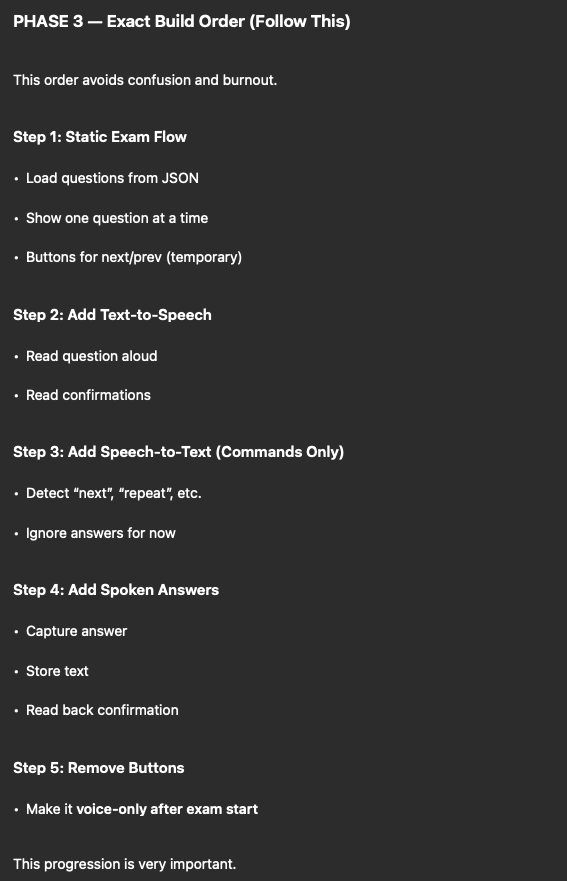 PHASE 3 — Exact Build Order (Follow This)
This order avoids confusion and burnout.
Step 1: Static Exam Flow
• Load questions from JSON
• Show one question at a time
• Buttons for next/prev (temporary)
Step 2: Add Text-to-Speech
• Read question aloud
• Read confirmations
Step 3: Add Speech-to-Text (Commands Only)
• Detect “next”, “repeat”, etc.
• Ignore answers for now
Step 4: Add Spoken Answers
• Capture answer
• Store text
• Read back confirmation
Step 5: Remove Buttons
• Make it voice-only after exam start
This progression is very important.